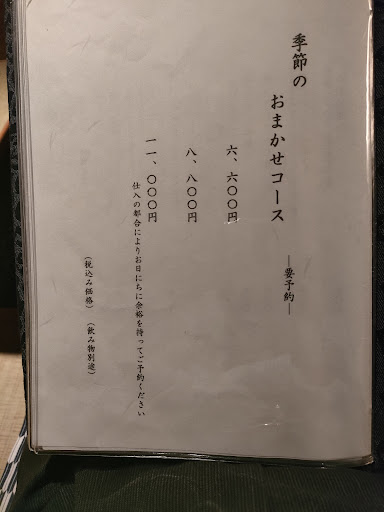 季節の
おまかせコース
―要予約―
六、六〇〇円
八、八〇〇円
一一、〇〇〇円
仕入の都合によりお日にちに余裕を持ってご予約ください
(税込み価格) (飲み物別途)